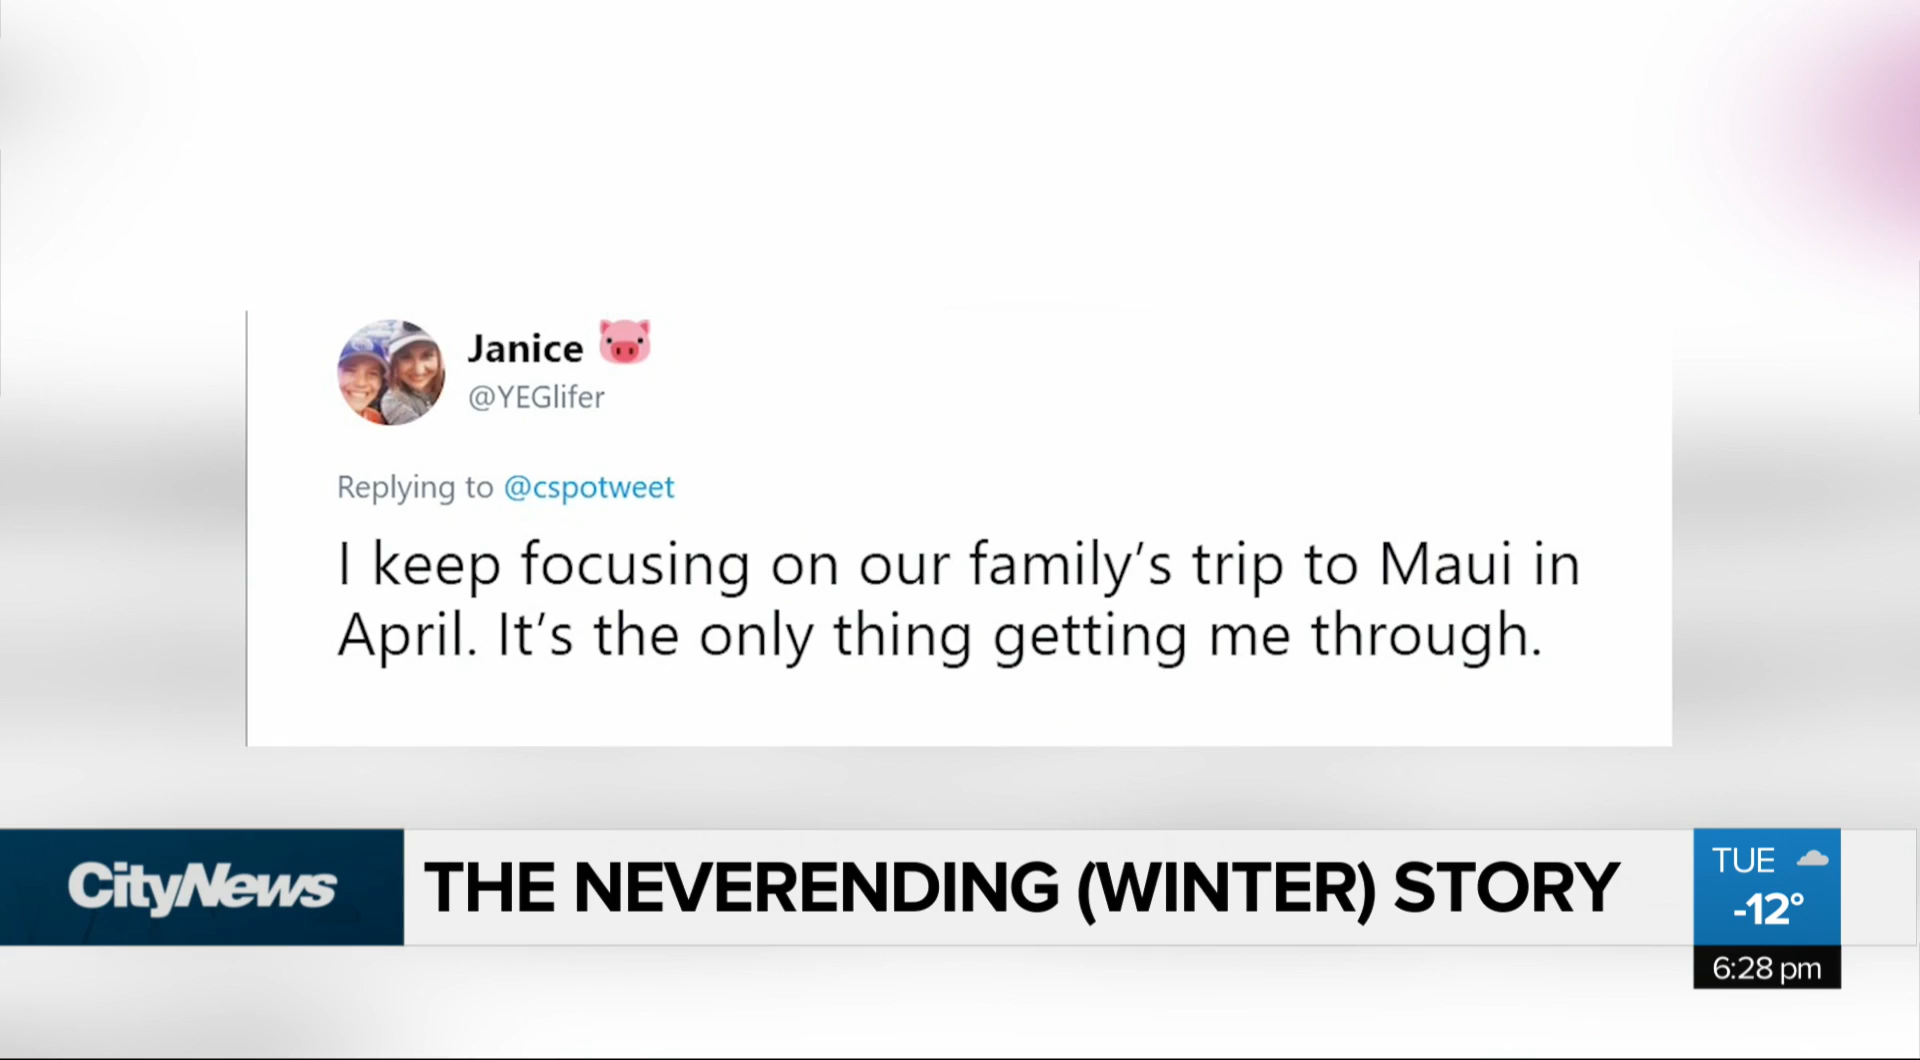 Janice 🐷
@YEGlifer
Replying to @cspotweet
I keep focusing on our family’s trip to Maui in
April. It’s the only thing getting me through.
CityNews
THE NEVERENDING (WINTER) STORY
TUE
-12°
6:28 pm